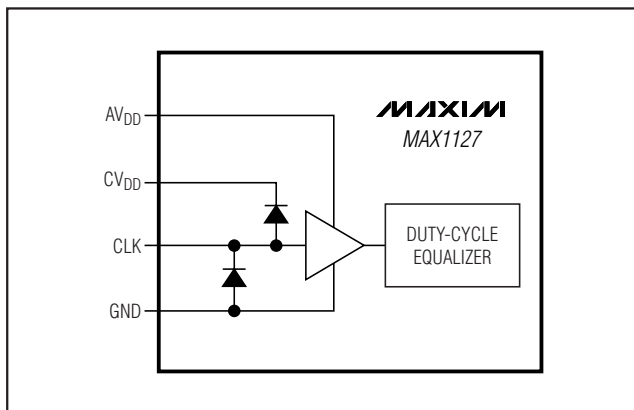 AVDD
MAXIM
MAX1127
CVDD
CLK
DUTY-CYCLE
EQUALIZER
GND